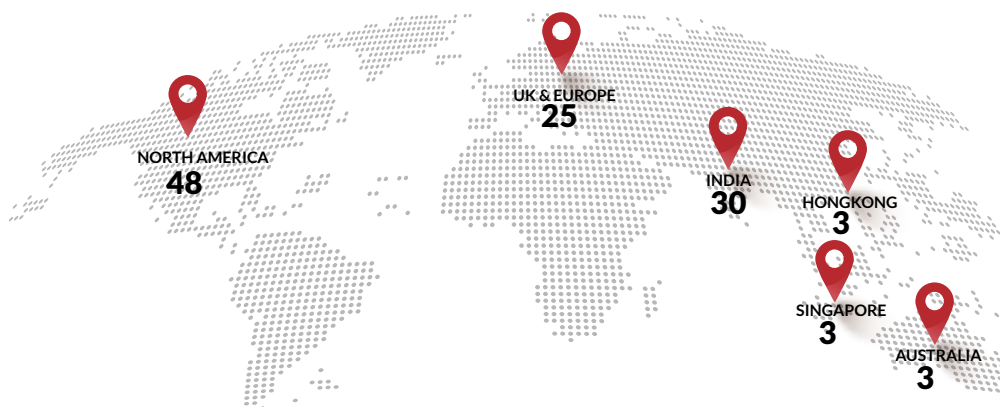 NORTH AMERICA
48
UK & EUROPE
25
INDIA
30
HONGKONG
3
SINGAPORE
3
AUSTRALIA
3